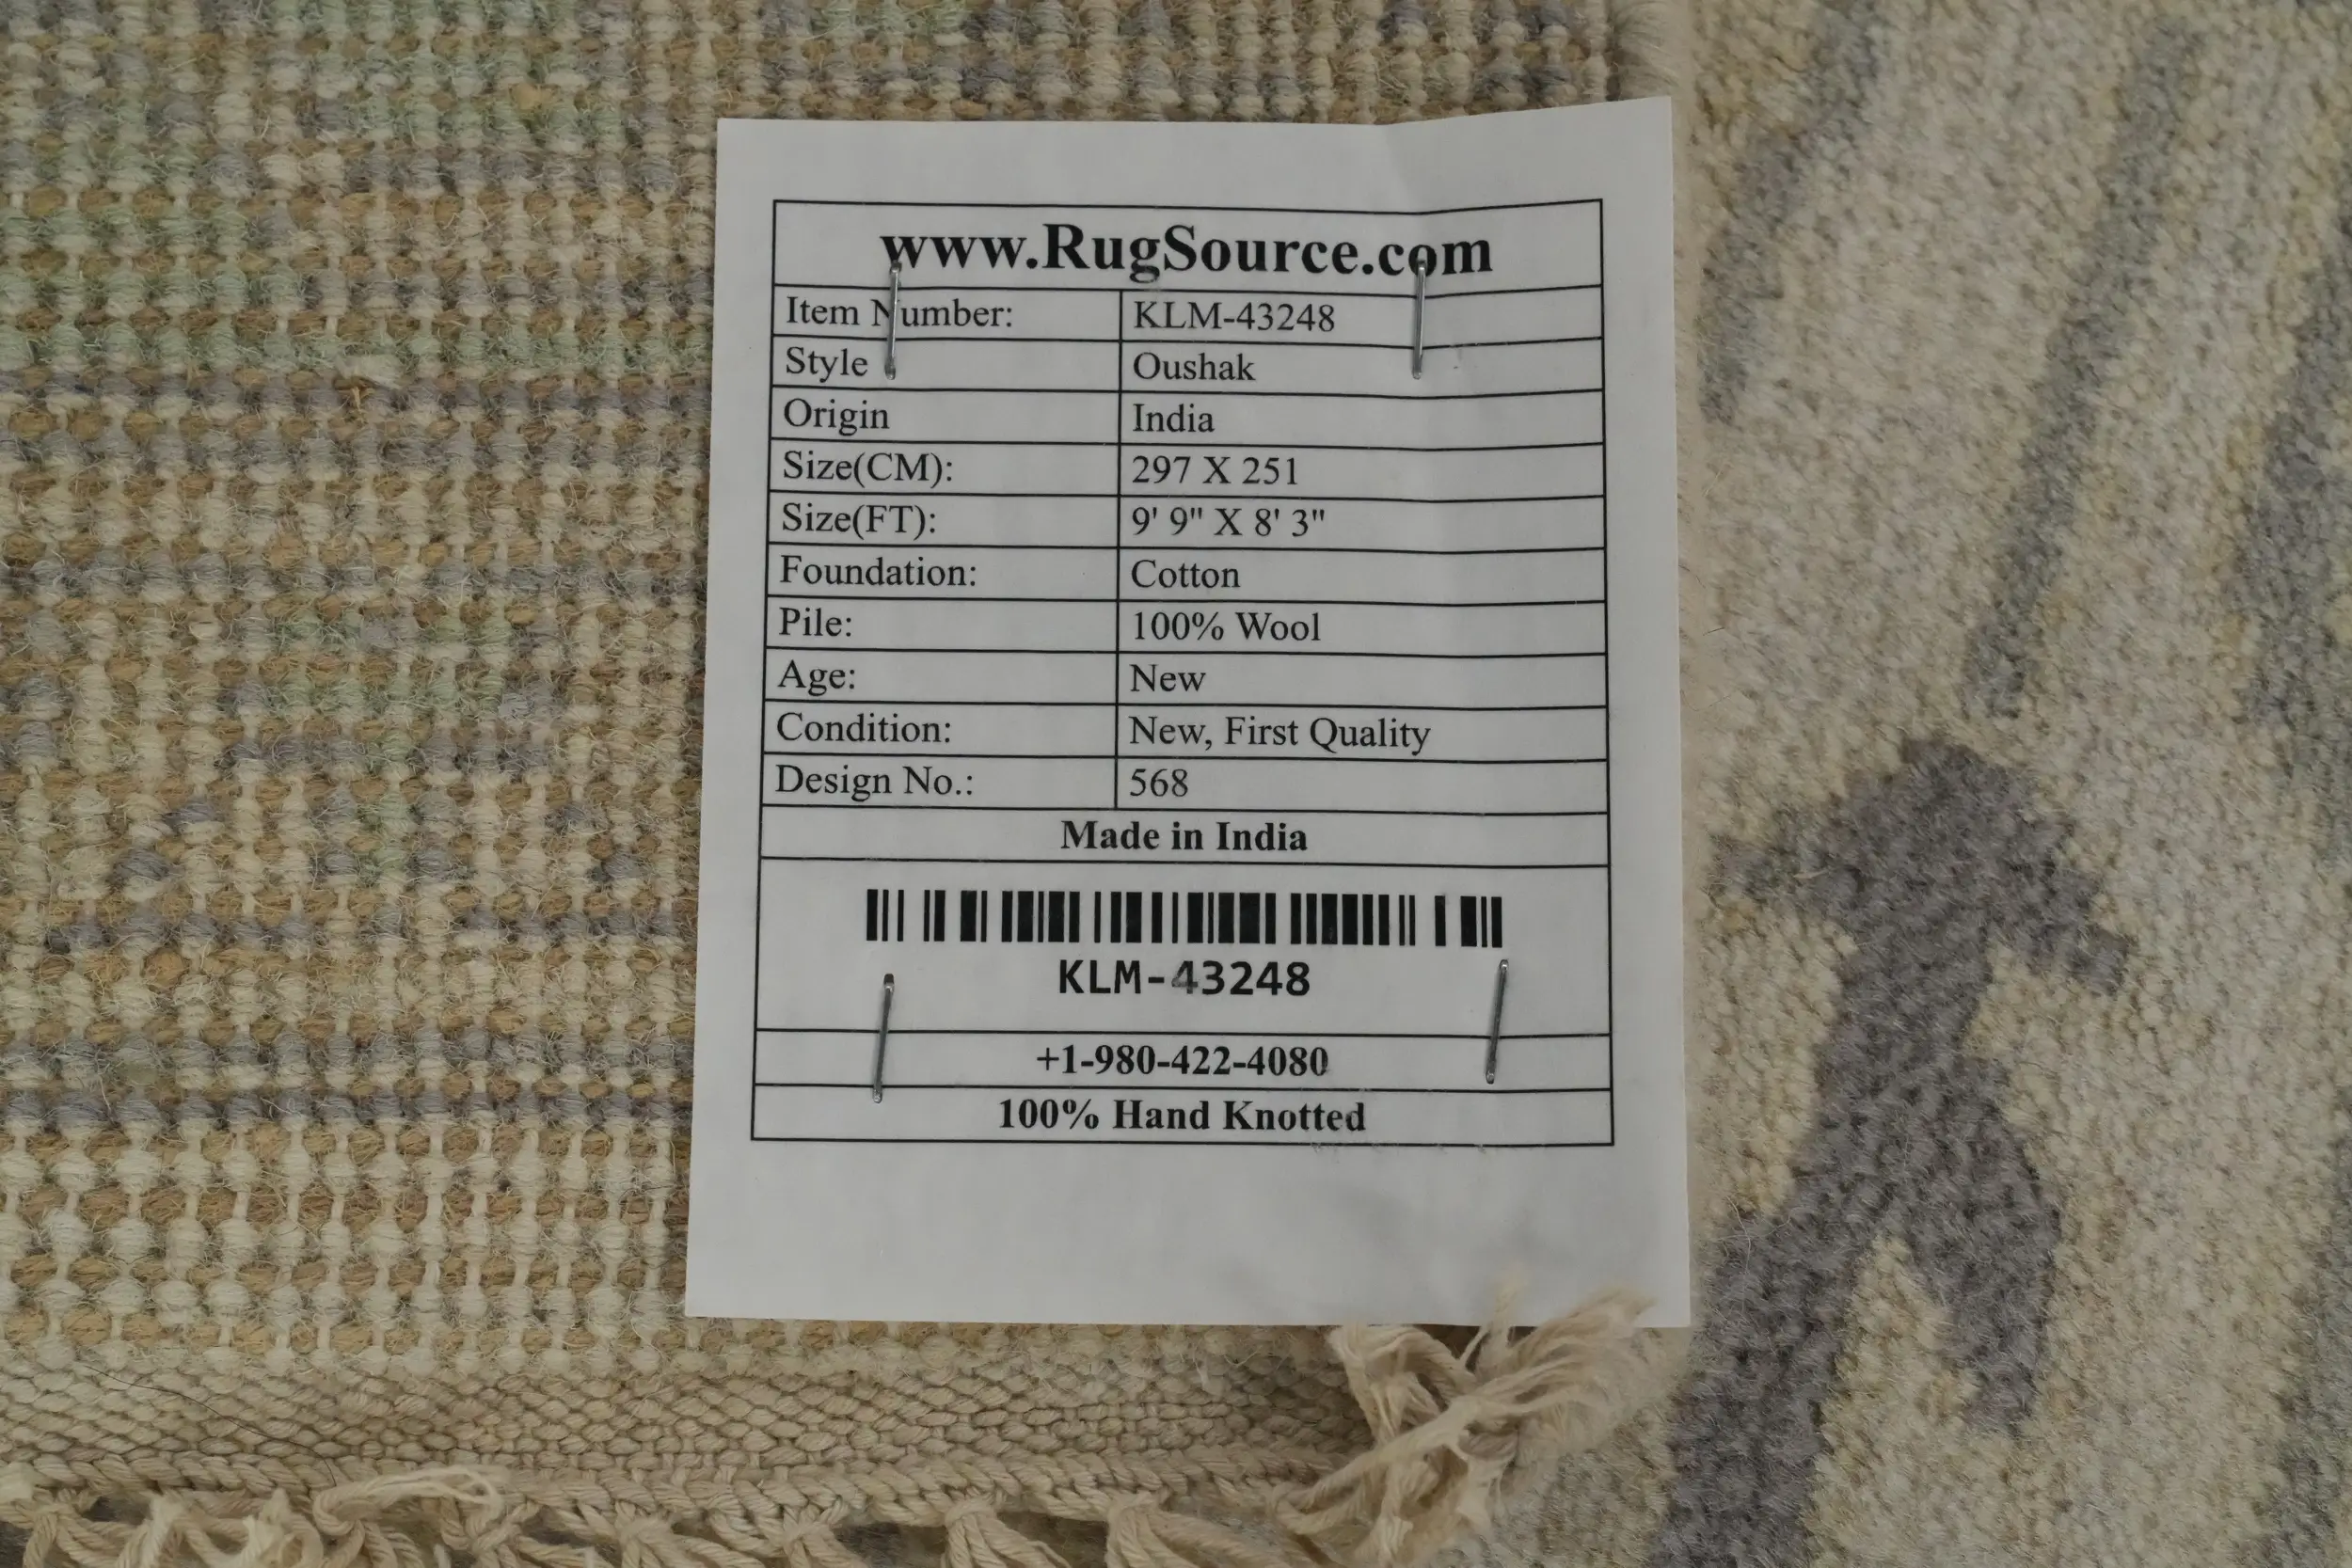 www.RugSource.com
Item Number: KLM-43248
Style Oushak
Origin India
Size(CM): 297 X 251
Size(FT): 9' 9" X 8' 3"
Foundation: Cotton
Pile: 100% Wool
Age: New
Condition: New, First Quality
Design No.: 568
Made in India
KLM-43248
+1-980-422-4080
100% Hand Knotted